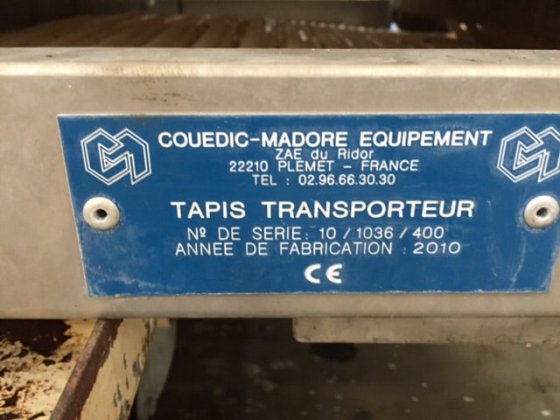 COUEDIC-MADORE EQUIPEMENT
ZAE du Ridor
22210 PLEMET - FRANCE
TEL : 02.96.66.30.30
TAPIS TRANSPORTEUR
Nº DE SERIE: 10 / 1036 / 400
ANNEE DE FABRICATION : 2010
CE